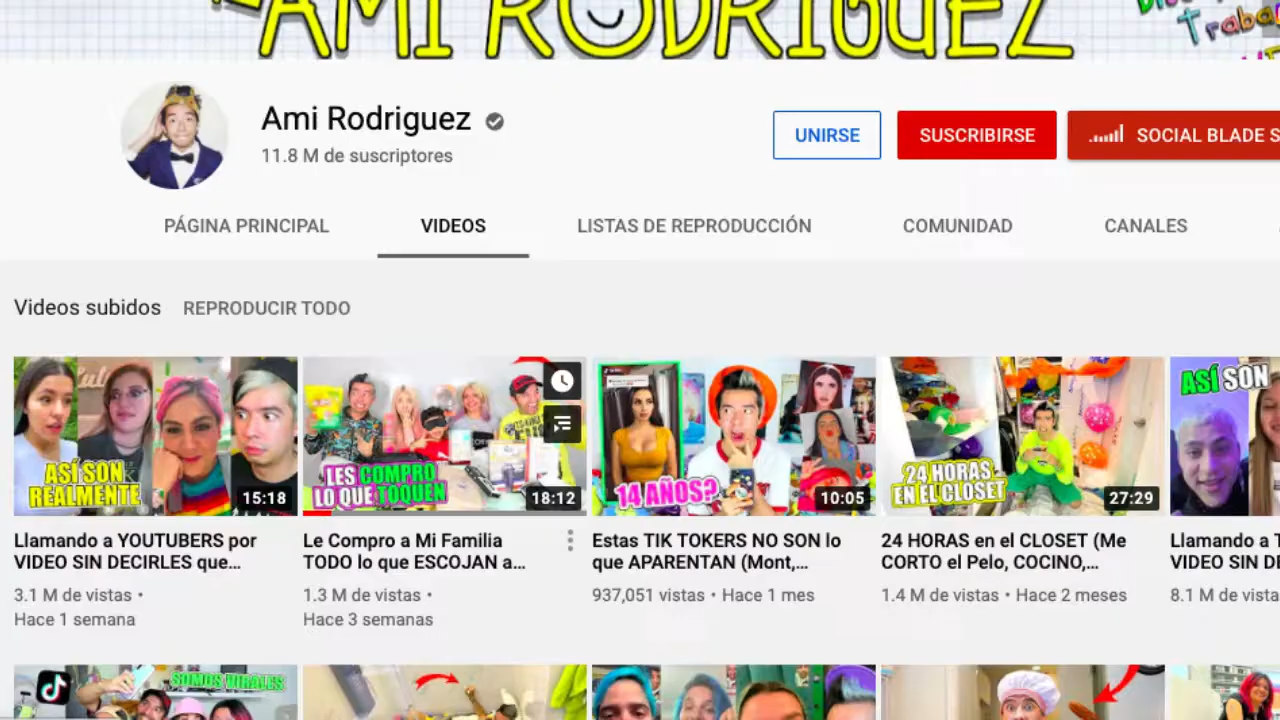 AMI RODRIGUEZ
Ami Rodriguez
11.8 M de suscriptores
UNIRSE
SUSCRIBIRSE
SOCIAL BLADE S
PÁGINA PRINCIPAL
VIDEOS
LISTAS DE REPRODUCCIÓN
COMUNIDAD
CANALES
Videos subidos
REPRODUCIR TODO
ASÍ SON
REALMENTE
15:18
LES COMPRO
LO QUE TOQUEN
18:12
14 AÑOS?
10:05
24 HORAS
EN EL CLOSET
27:29
ASÍ SON
Llamando a YOUTUBERS por
VIDEO SIN DECIRLES que...
3.1 M de vistas •
Hace 1 semana
Le Compro a Mi Familia
TODO lo que ESCOJAN a...
1.3 M de vistas •
Hace 3 semanas
Estas TIK TOKERS NO SON lo
que APARENTAN (Mont,...
937,051 vistas • Hace 1 mes
24 HORAS en el CLOSET (Me
CORTO el Pelo, COCINO,...
1.4 M de vistas • Hace 2 meses
Llamando a T
VIDEO SIN DE
8.1 M de vista
SOMOS VIRALES